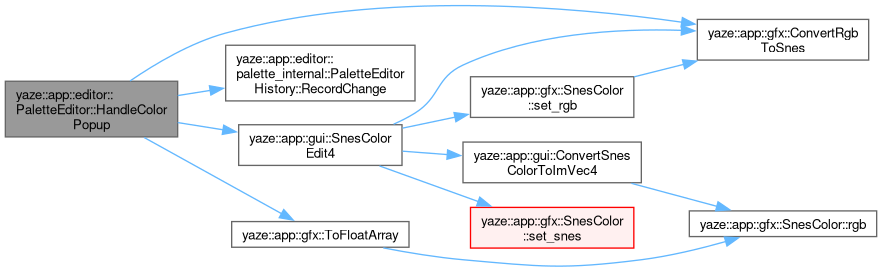 yaze::app::editor::
PaletteEditor::HandleColor
Popup
yaze::app::editor::
palette_internal::PaletteEditor
History::RecordChange
yaze::app::gui::SnesColor
Edit4
yaze::app::gfx::ToFloatArray
yaze::app::gfx::SnesColor
::set_rgb
yaze::app::gui::ConvertSnes
ColorToImVec4
yaze::app::gfx::SnesColor
::set_snes
yaze::app::gfx::ConvertRgb
ToSnes
yaze::app::gfx::SnesColor::rgb